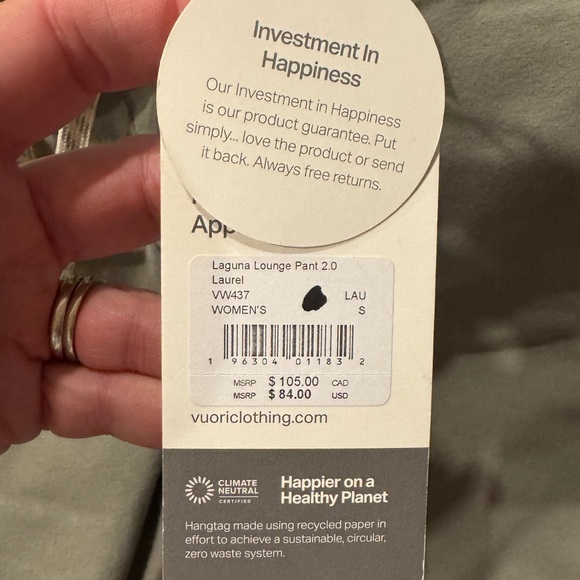 Investment In
Happiness
Our Investment in Happiness
is our product guarantee. Put
simply... love the product or send
it back. Always free returns.
App
Laguna Lounge Pant 2.0
Laurel
VW437 LAU
WOMEN'S S
1 96304 01183 2
MSRP $ 105.00 CAD
MSRP $ 84.00 USD
vuoriclothing.com
CLIMATE
NEUTRAL
CERTIFIED
Happier on a
Healthy Planet
Hangtag made using recycled paper in
effort to achieve a sustainable, circular,
zero waste system.